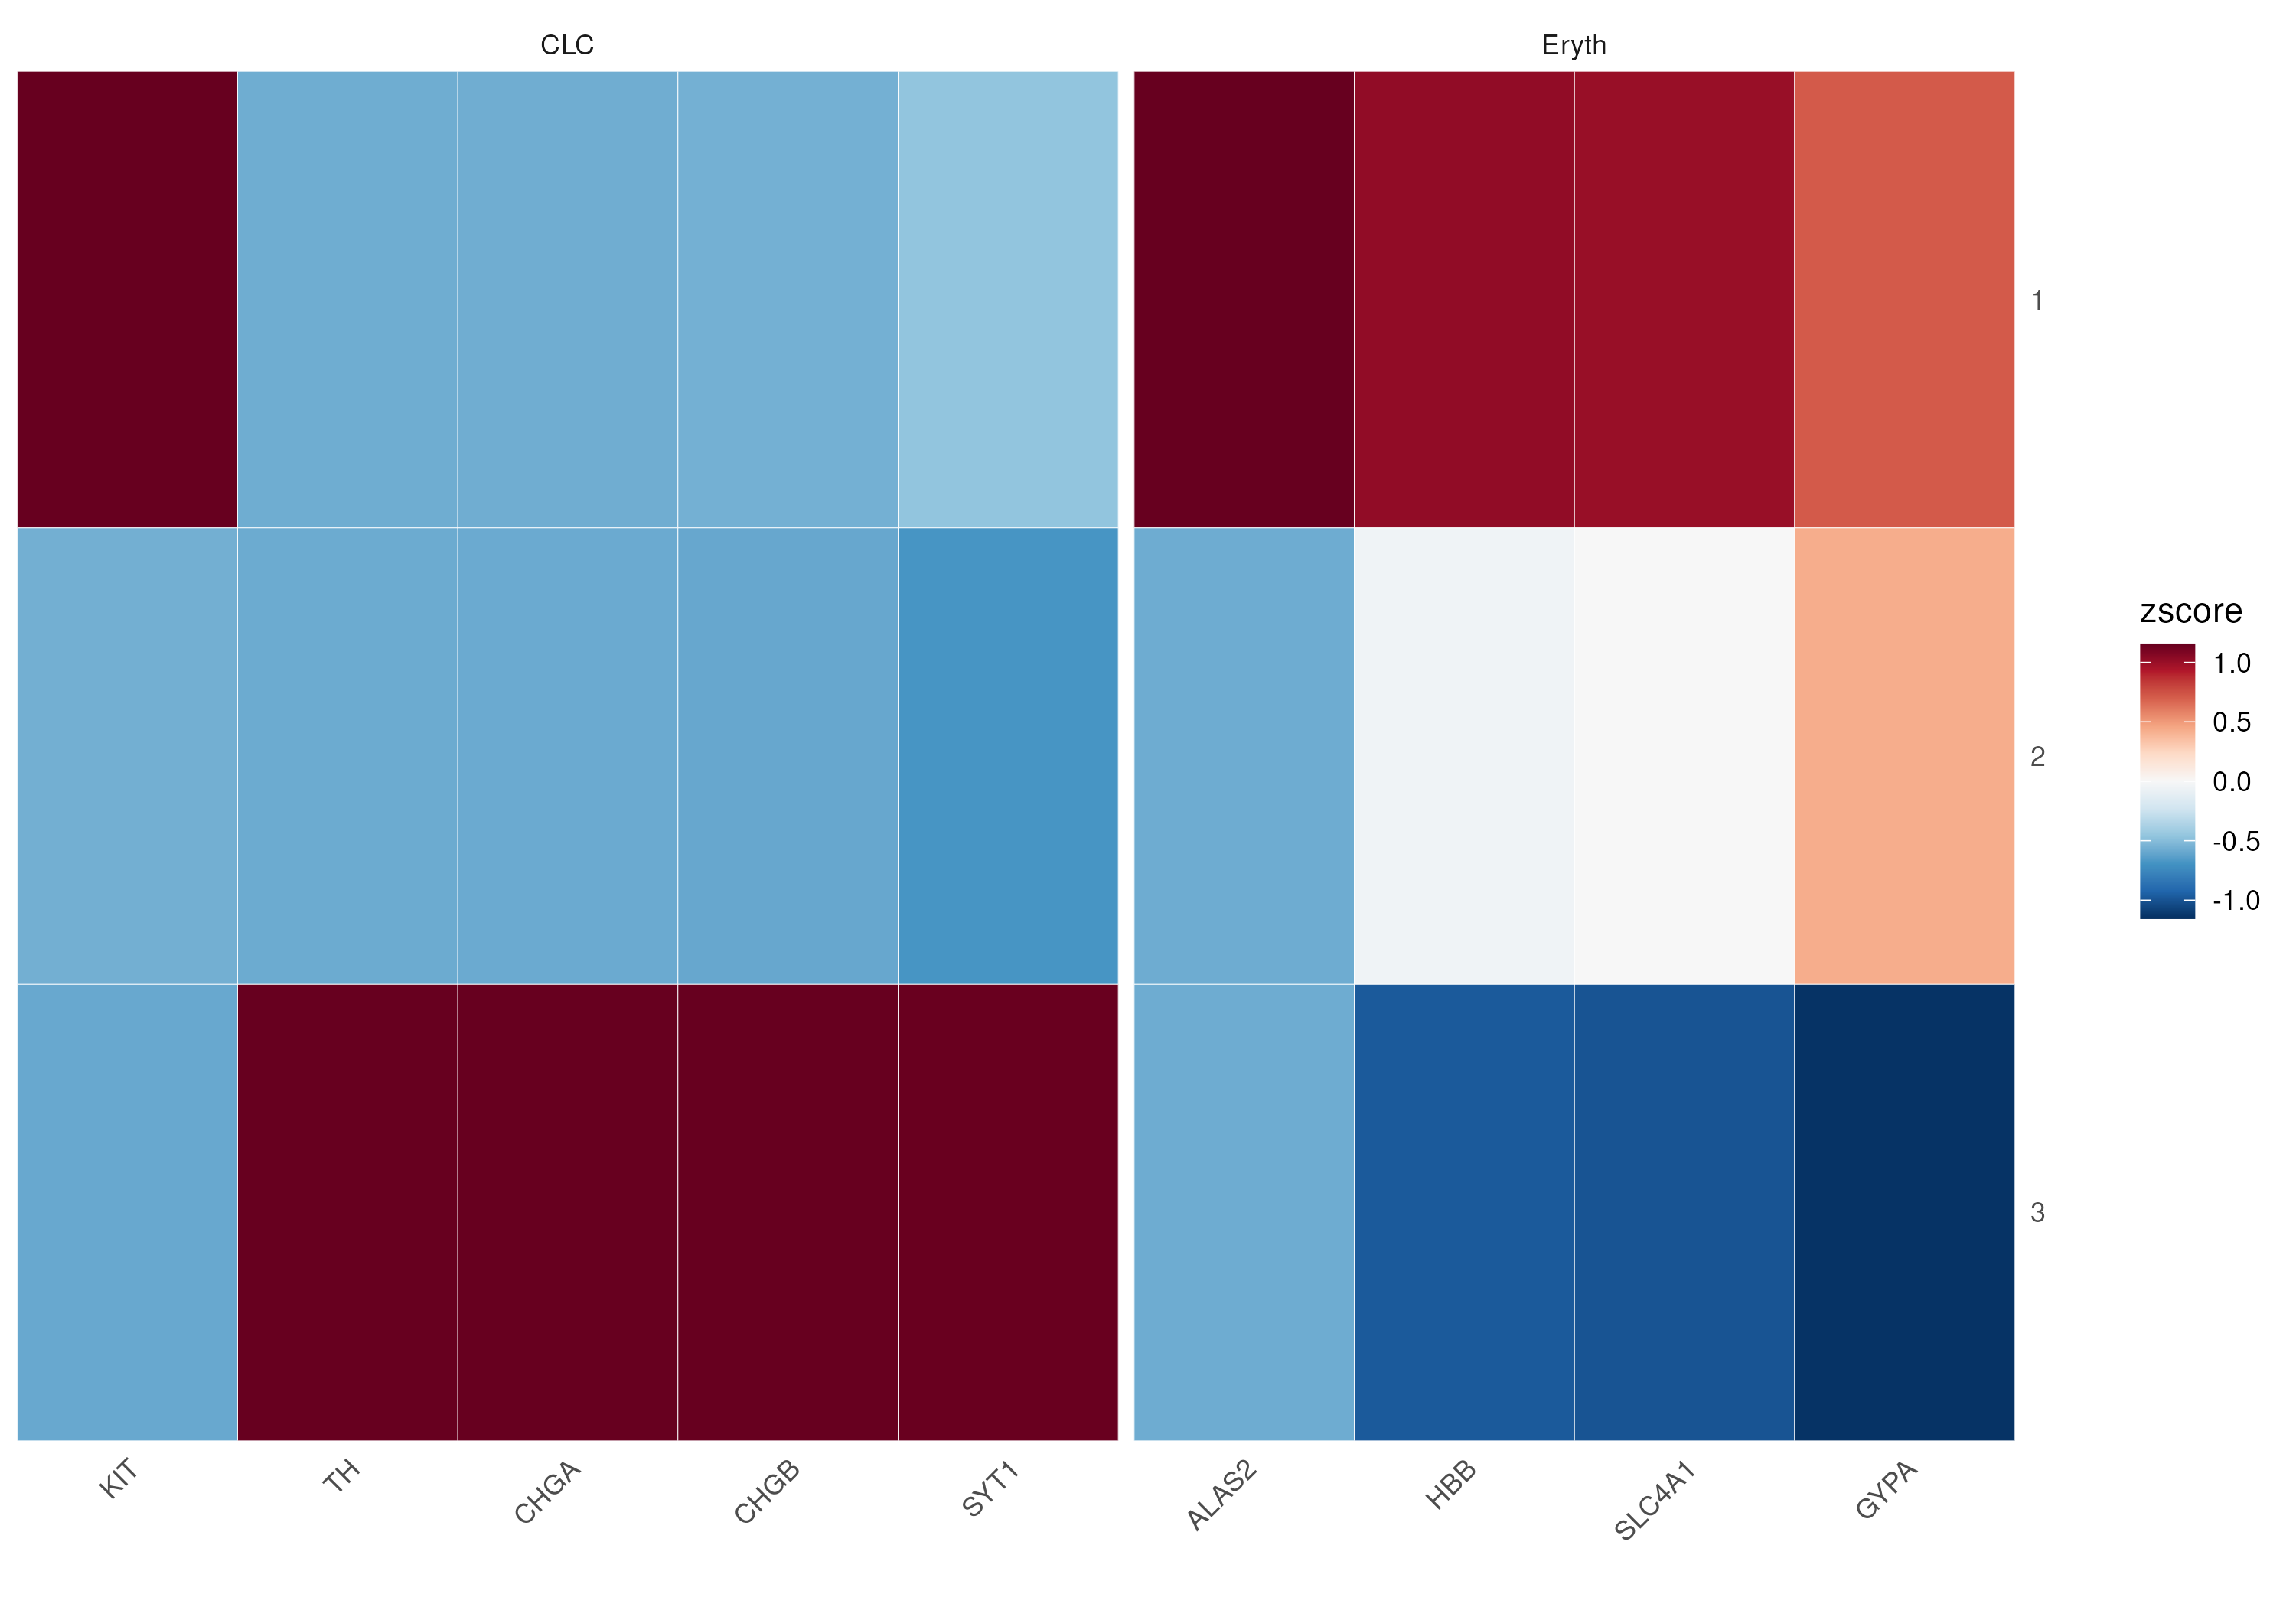 CLC
Eryth
1
2
3
zscore
1.0
0.5
0.0
-0.5
-1.0
KIT
TH
CHGA
CHGB
SYT1
ALAS2
HBB
SLC4A1
GYPA